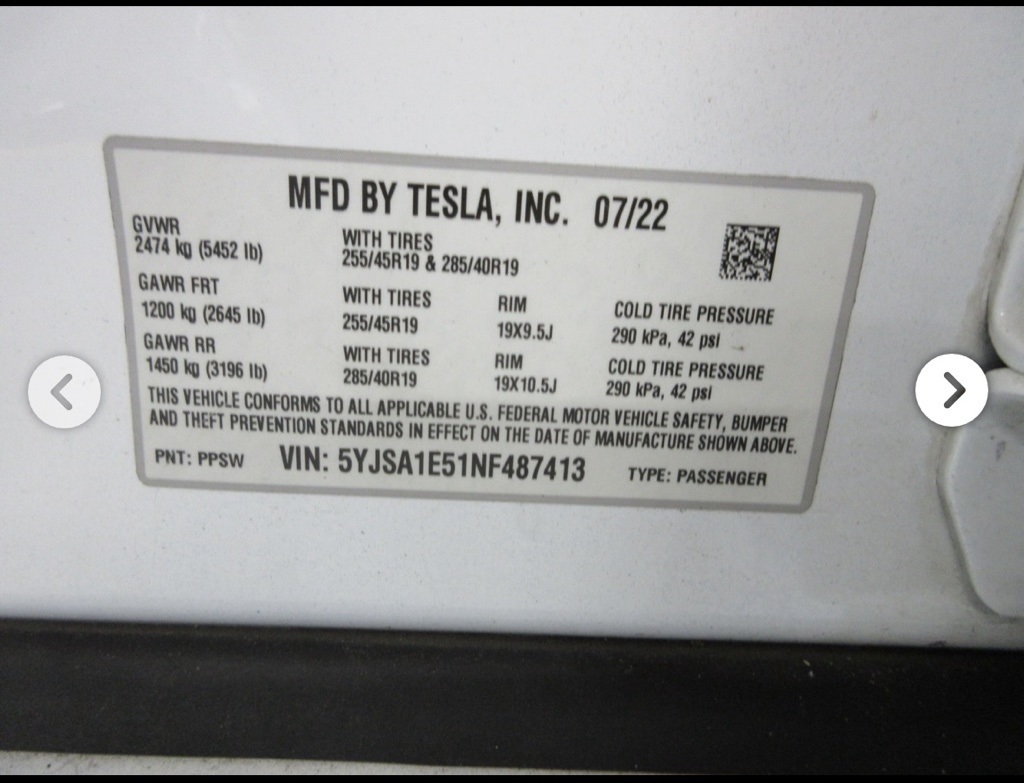 MFD BY TESLA, INC. 07/22
GVWR
2474 kg (5452 lb)
WITH TIRES
255/45R19 & 285/40R19
GAWR FRT
1200 kg (2645 lb)
WITH TIRES
255/45R19
RIM
19X9.5J
COLD TIRE PRESSURE
290 kPa, 42 psi
GAWR RR
1450 kg (3196 lb)
WITH TIRES
285/40R19
RIM
19X10.5J
COLD TIRE PRESSURE
290 kPa, 42 psi
THIS VEHICLE CONFORMS TO ALL APPLICABLE U.S. FEDERAL MOTOR VEHICLE SAFETY, BUMPER
AND THEFT PREVENTION STANDARDS IN EFFECT ON THE DATE OF MANUFACTURE SHOWN ABOVE.
PNT: PPSW VIN: 5YJSA1E51NF487413 TYPE: PASSENGER